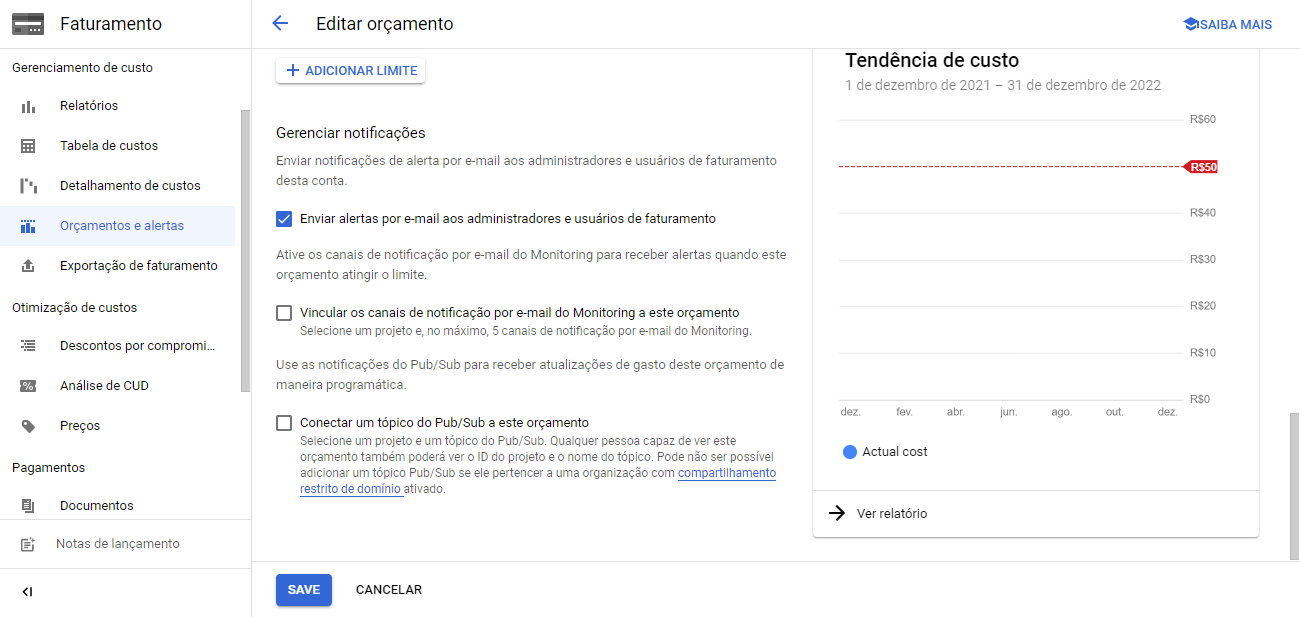 Faturamento
Editar orçamento
SAIBA MAIS
Gerenciamento de custo
Relatórios
Tabela de custos
Detalhamento de custos
Orçamentos e alertas
Exportação de faturamento
Otimização de custos
Descontos por compromi...
Análise de CUD
Preços
Pagamentos
Documentos
Notas de lançamento
ADICIONAR LIMITE
Gerenciar notificações
Enviar notificações de alerta por e-mail aos administradores e usuários de faturamento
desta conta.
Enviar alertas por e-mail aos administradores e usuários de faturamento
Ative os canais de notificação por e-mail do Monitoring para receber alertas quando este
orçamento atingir o limite.
Vincular os canais de notificação por e-mail do Monitoring a este orçamento
Selecione um projeto e, no máximo, 5 canais de notificação por e-mail do Monitoring.
Use as notificações do Pub/Sub para receber atualizações de gasto deste orçamento de
maneira programática.
Conectar um tópico do Pub/Sub a este orçamento
Selecione um projeto e um tópico do Pub/Sub. Qualquer pessoa capaz de ver este
orçamento também poderá ver o ID do projeto e o nome do tópico. Pode não ser possível
adicionar um tópico Pub/Sub se ele pertencer a uma organização com compartilhamento
restrito de domínio ativado.
SAVE
CANCELAR
Tendência de custo
1 de dezembro de 2021 – 31 de dezembro de 2022
R$60
R$50
R$40
R$30
R$20
R$10
R$0
dez. fev. abr. jun. ago. out. dez.
Actual cost
Ver relatório